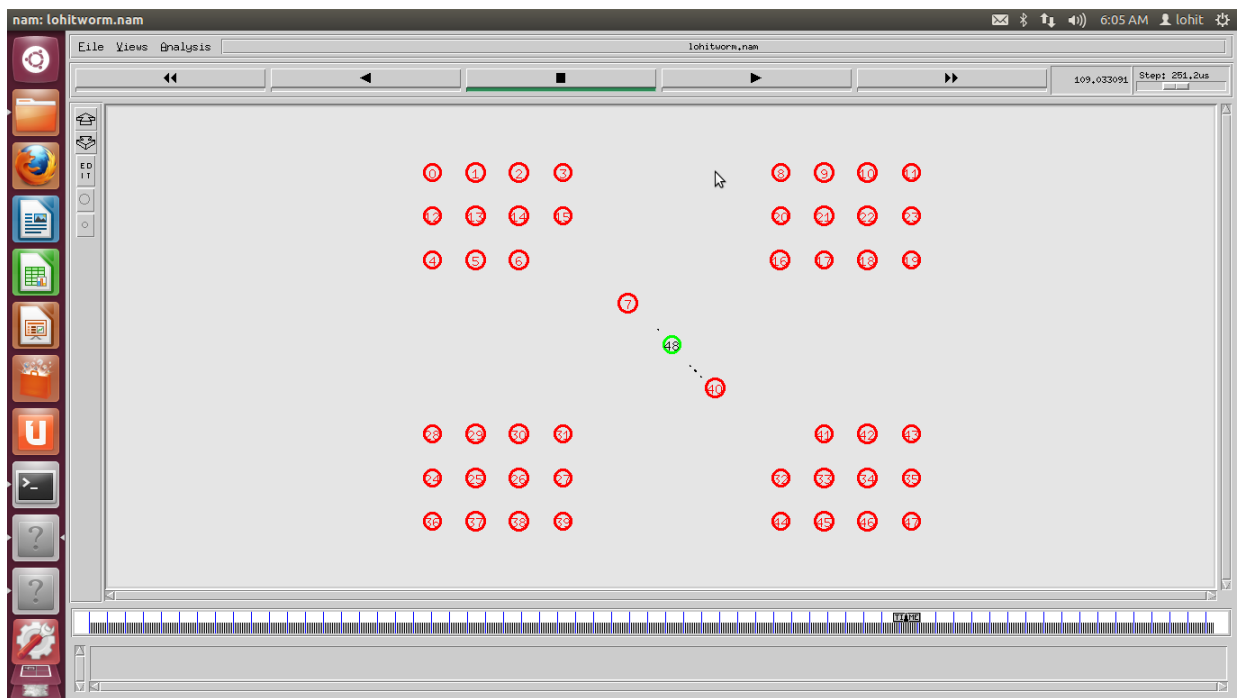 nam: lohitworm.nam 6:05 AM lohit
File Views Analysis lohitworm.nam
109.033091 Step: 251.2us
ED
IT
0 1 2 3 8 9 10 11
12 13 14 15 20 21 22 23
4 5 6 16 17 18 19
7
48
40
28 29 30 31 41 42 43
24 25 26 27 32 33 34 35
36 37 38 39 44 45 46 47
TIME